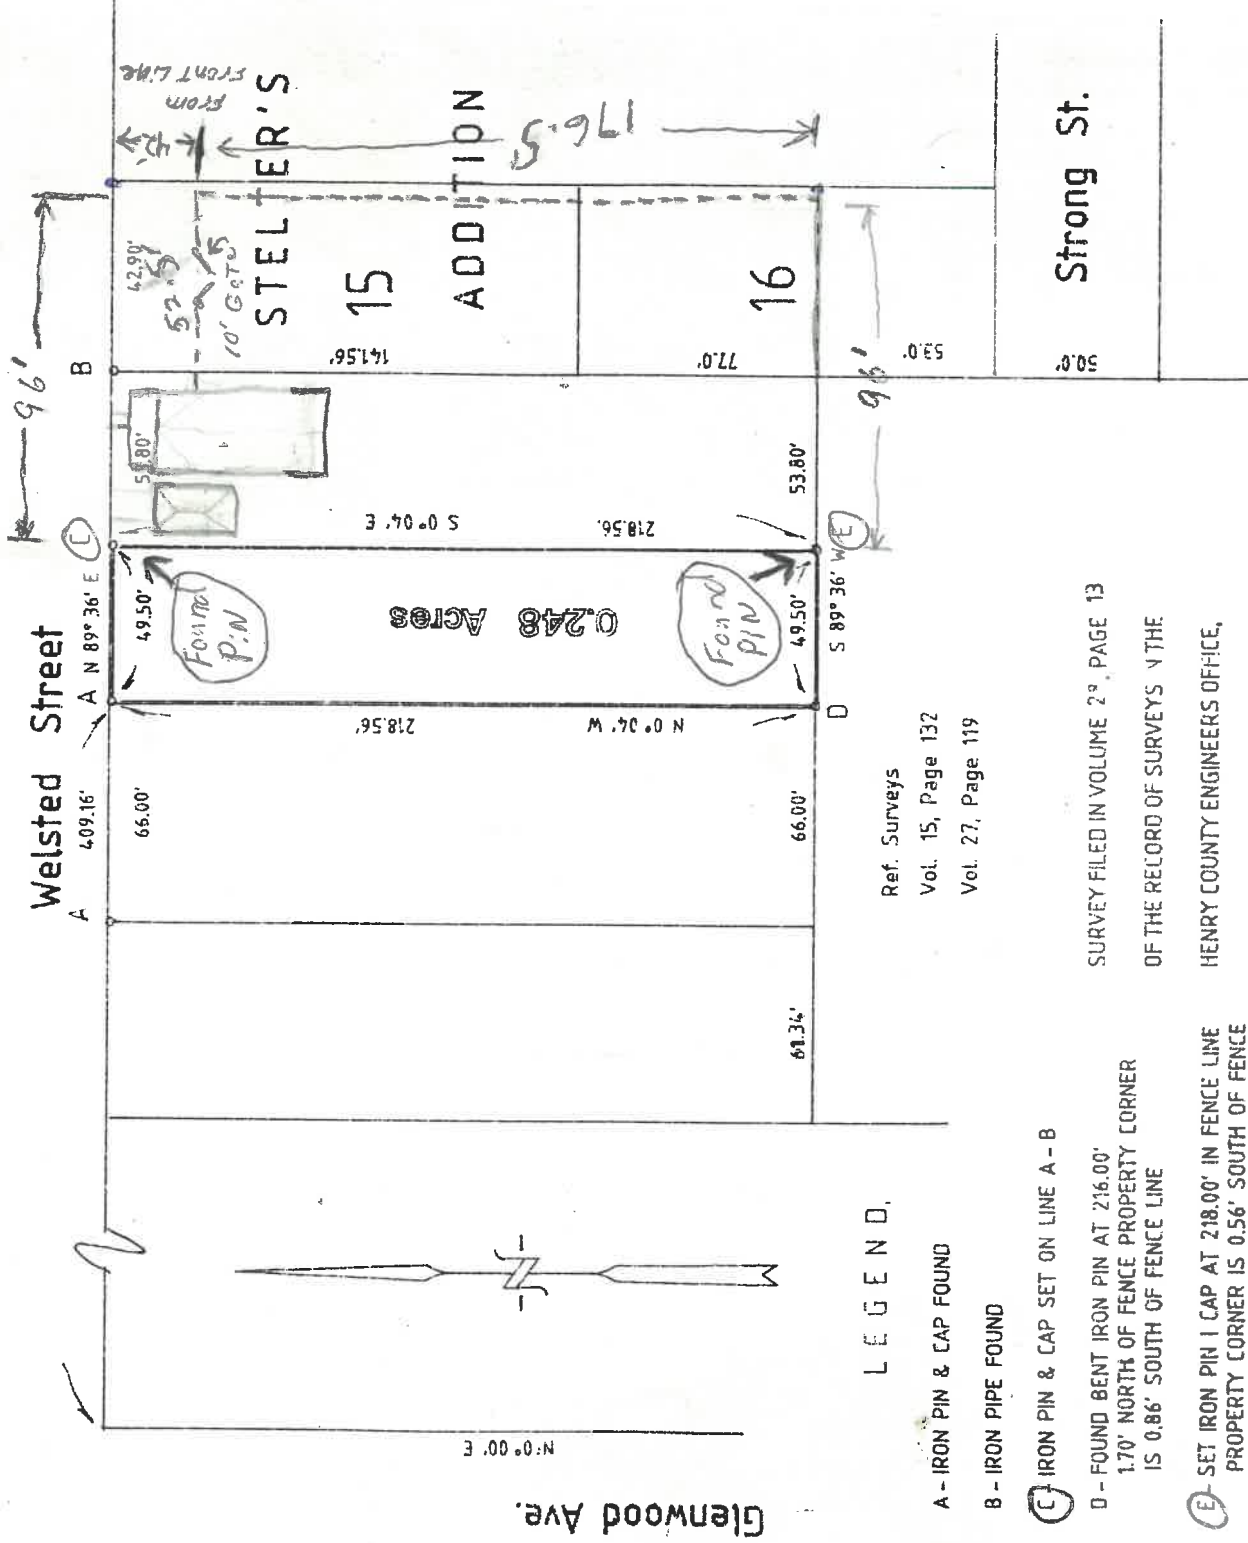 Welsted Street
A 409.16' A N 89° 36' E C B
66.00'
49.50'
53.80'
42.90'
96'
42'
From
Front Line
52.5'
10' Gate
STELTER'S
ADDITION
15
16
176.5
141.56'
77.0'
53.0'
50.0'
Strong St.
96'
S 0° 04' E
218.56'
53.80'
Found
Pin
Found
Pin
0.248 Acres
49.50'
D S 89° 36' W E
218.56'
N 0° 04' W
66.00'
61.34'
N 0° 00' E
Glenwood Ave.
Ref. Surveys
Vol. 15, Page 132
Vol. 27, Page 119
SURVEY FILED IN VOLUME PAGE 13
OF THE RECORD OF SURVEYS THE
HENRY COUNTY ENGINEERS OFFICE,
LEGEND,
A - IRON PIN & CAP FOUND
B - IRON PIPE FOUND
C - IRON PIN & CAP SET ON LINE A - B
D - FOUND BENT IRON PIN AT 216.00'
1.70' NORTH OF FENCE PROPERTY CORNER
IS 0.86' SOUTH OF FENCE LINE
E - SET IRON PIN CAP AT 218.00' IN FENCE LINE
PROPERTY CORNER IS 0.56' SOUTH OF FENCE